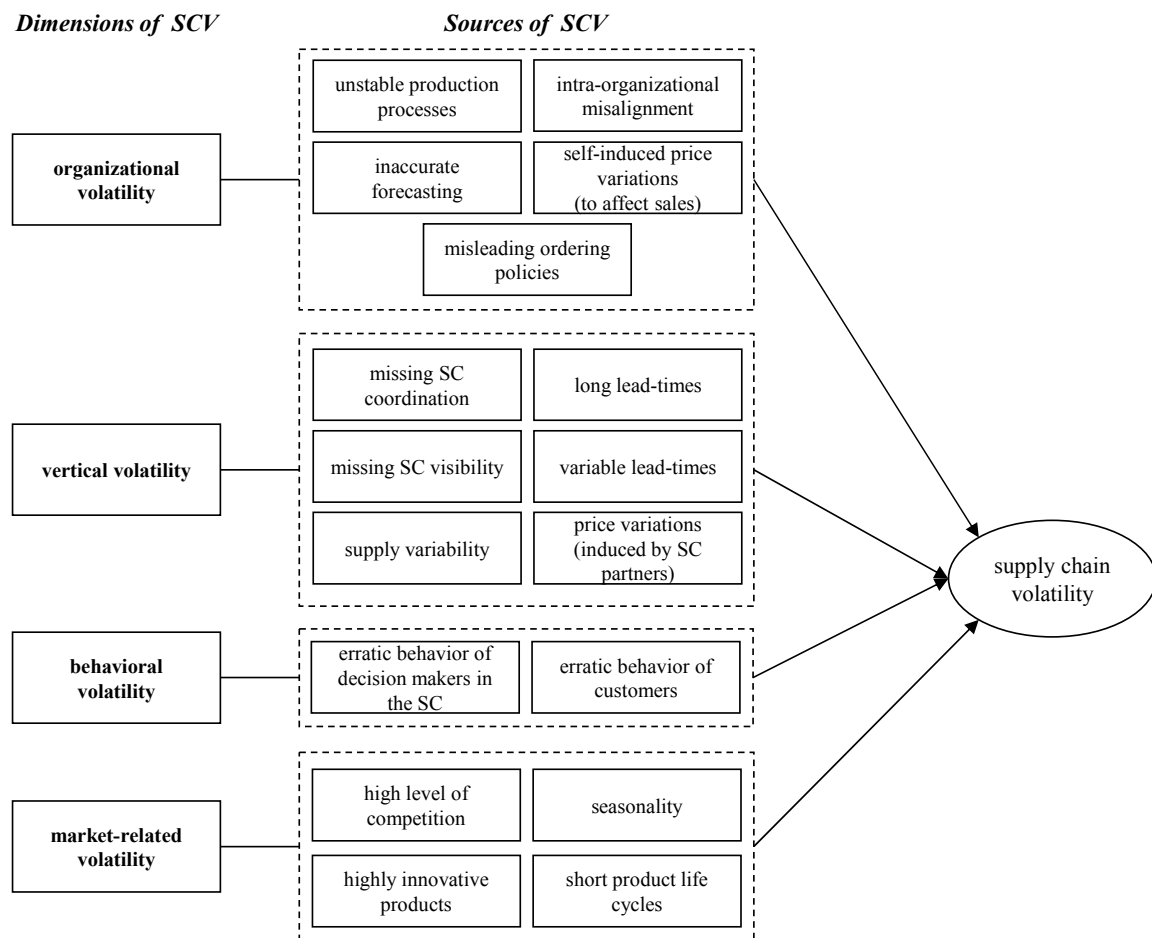 Dimensions of SCV
Sources of SCV
organizational
volatility
unstable production
processes
intra-organizational
misalignment
inaccurate
forecasting
self-induced price
variations
(to affect sales)
misleading ordering
policies
vertical volatility
missing SC
coordination
long lead-times
missing SC visibility
variable lead-times
supply variability
price variations
(induced by SC
partners)
behavioral
volatility
erratic behavior of
decision makers in
the SC
erratic behavior of
customers
market-related
volatility
high level of
competition
seasonality
highly innovative
products
short product life
cycles
supply chain
volatility